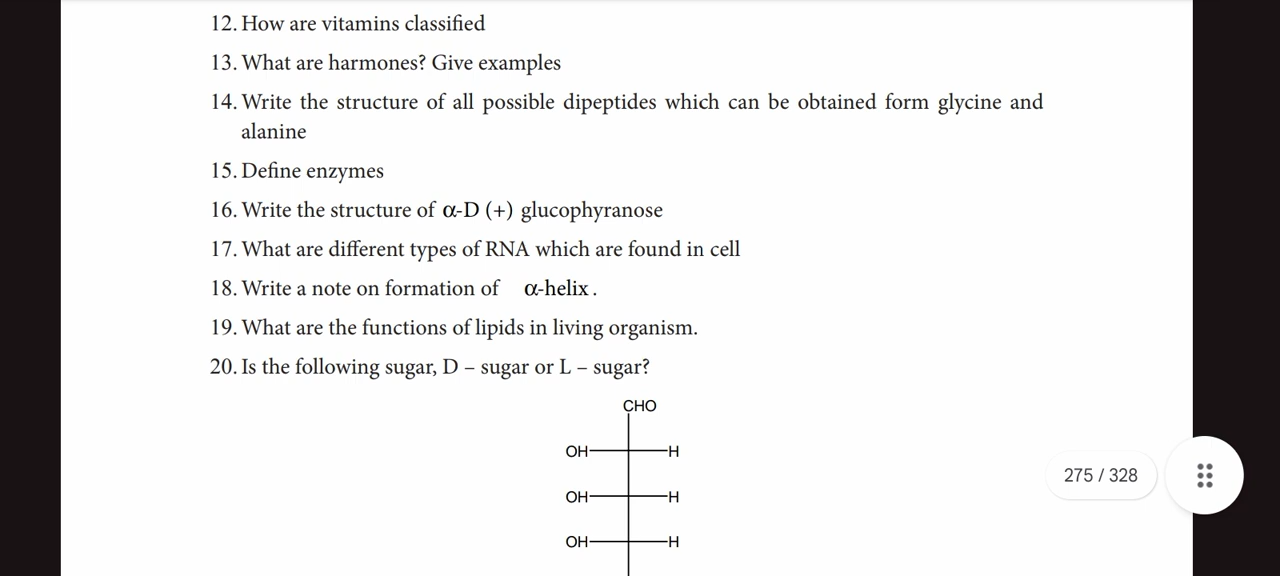 12. How are vitamins classified
13. What are harmones? Give examples
14. Write the structure of all possible dipeptides which can be obtained form glycine and
alanine
15. Define enzymes
16. Write the structure of α-D (+) glucophyranose
17. What are different types of RNA which are found in cell
18. Write a note on formation of α-helix .
19. What are the functions of lipids in living organism.
20. Is the following sugar, D – sugar or L – sugar?
CHO
OH H
OH H
275 / 328
OH H